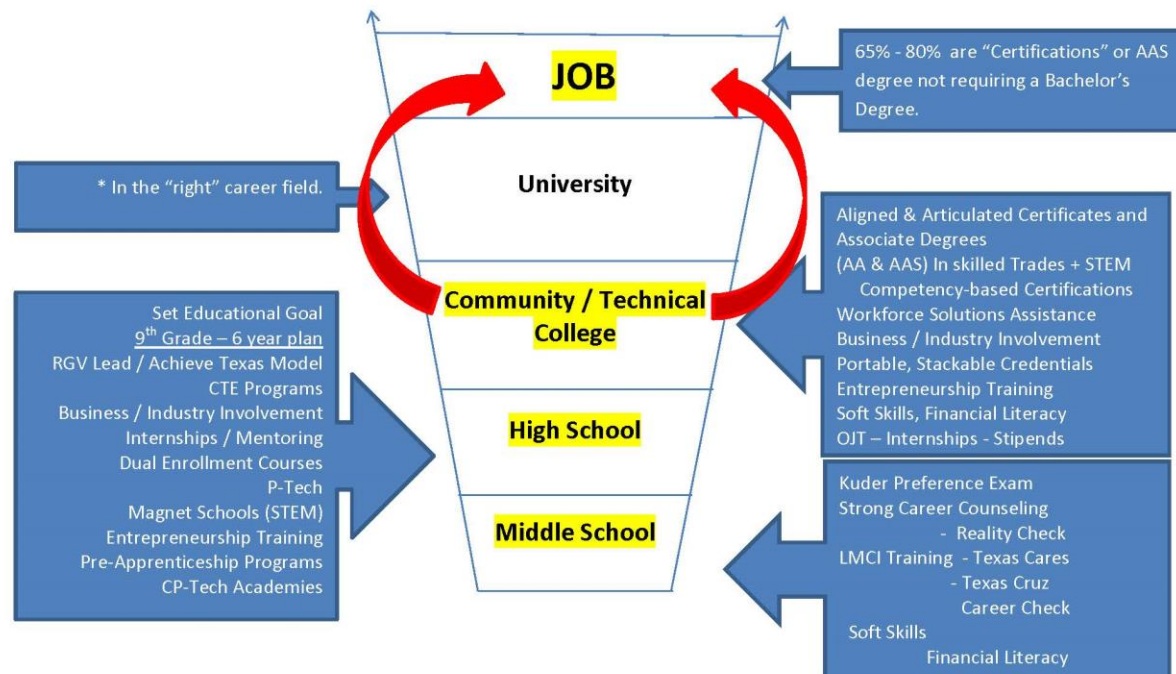 JOB
65% - 80% are “Certifications” or AAS
degree not requiring a Bachelor’s
Degree.
* In the “right” career field.
University
Aligned & Articulated Certificates and
Associate Degrees
(AA & AAS) In skilled Trades + STEM
Competency-based Certifications
Workforce Solutions Assistance
Business / Industry Involvement
Portable, Stackable Credentials
Entrepreneurship Training
Soft Skills, Financial Literacy
OJT – Internships - Stipends
Community / Technical
College
Set Educational Goal
9th Grade – 6 year plan
RGV Lead / Achieve Texas Model
CTE Programs
Business / Industry Involvement
Internships / Mentoring
Dual Enrollment Courses
P-Tech
Magnet Schools (STEM)
Entrepreneurship Training
Pre-Apprenticeship Programs
CP-Tech Academies
High School
Middle School
Kuder Preference Exam
Strong Career Counseling
- Reality Check
LMCI Training - Texas Cares
- Texas Cruz
Career Check
Soft Skills
Financial Literacy